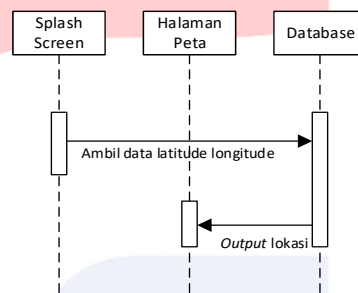 Splash
Screen
Halaman
Peta
Database
Ambil data latitude longitude
Output lokasi